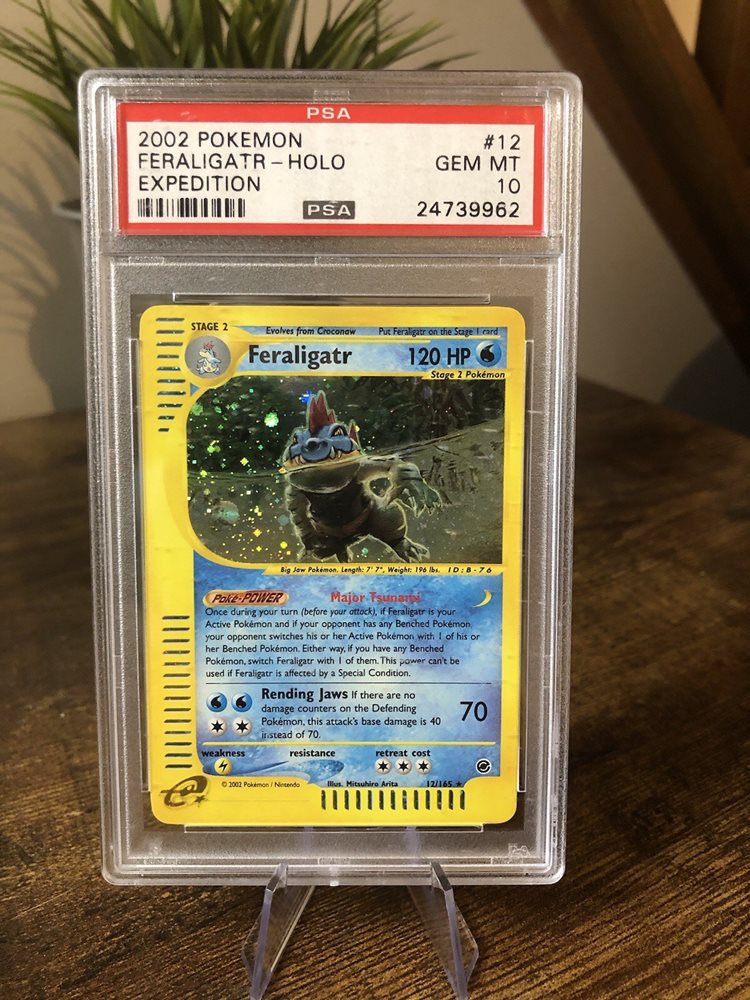 PSA
2002 POKEMON #12
FERALIGATR - HOLO GEM MT
EXPEDITION 10
PSA 24739962
STAGE 2 Evolves from Croconaw Put Feraligatr on the Stage 1 card
Feraligatr 120 HP
Stage 2 Pokémon
Big Jaw Pokémon. Length: 7' 7", Weight: 196 lbs. ID: B - 76
Poké-POWER Major Tsunami
Once during your turn (before your attack), if Feraligatr is your
Active Pokémon and if your opponent has any Benched Pokémon,
your opponent switches his or her Active Pokémon with 1 of his or
her Benched Pokémon. Either way, if you have any Benched
Pokémon, switch Feraligatr with 1 of them. This power can't be
used if Feraligatr is affected by a Special Condition.
Rending Jaws If there are no
damage counters on the Defending
Pokémon, this attack's base damage is 40
instead of 70.
70
weakness resistance retreat cost
© 2002 Pokémon / Nintendo Illus. Mitsuhiro Arita 12/165
e